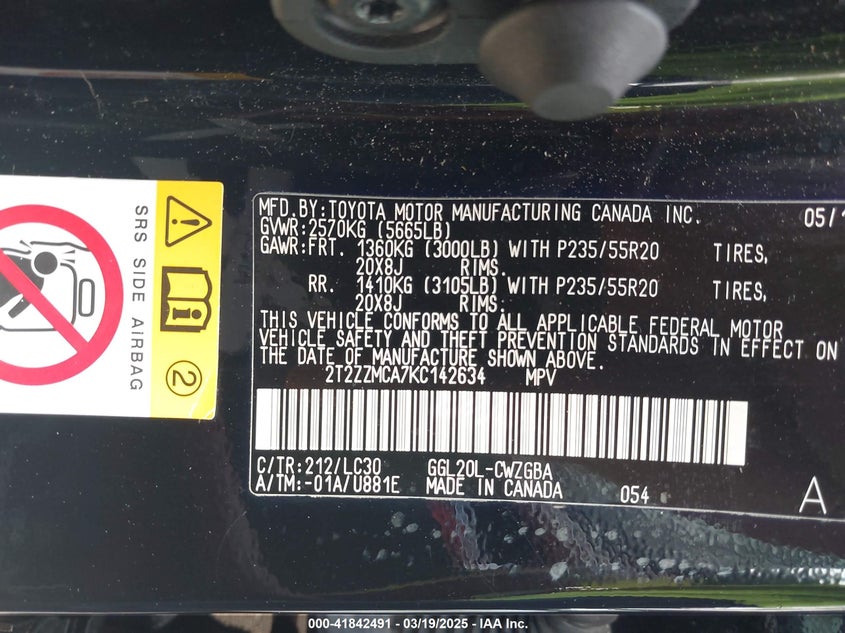 MFD. BY: TOYOTA MOTOR MANUFACTURING CANADA INC. 05/1
GVWR: 2570KG (5665LB)
GAWR: FRT. 1360KG (3000LB) WITH P235/55R20 TIRES,
20X8J RIMS.
RR. 1410KG (3105LB) WITH P235/55R20 TIRES,
20X8J RIMS.
THIS VEHICLE CONFORMS TO ALL APPLICABLE FEDERAL MOTOR
VEHICLE SAFETY AND THEFT PREVENTION STANDARDS IN EFFECT ON
THE DATE OF MANUFACTURE SHOWN ABOVE.
2T2ZZMCA7KC142634 MPV
C/TR: 212/LC30 GGL20L-CWZGBA
A/TM: -01A/U881E MADE IN CANADA 054 A
SRS SIDE AIRBAG
2
000-41842491 — 03/19/2025 — IAA Inc.